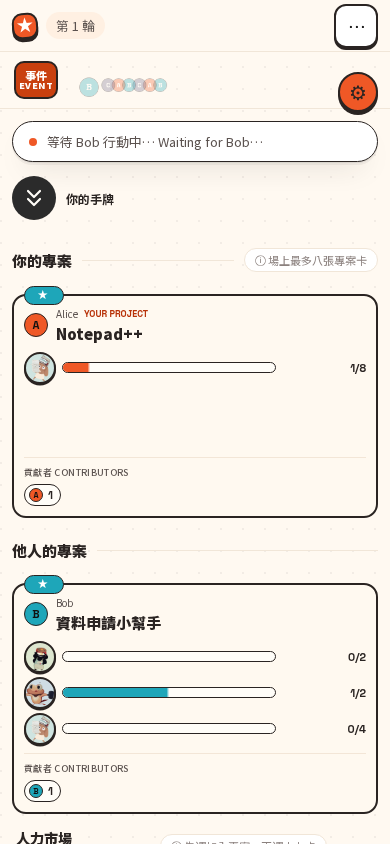 第 1 輪
…
事件
EVENT
B
等待 Bob 行動中… Waiting for Bob…
你的手牌
你的專案
場上最多八張專案卡
A
Alice YOUR PROJECT
Notepad++
1/8
貢獻者 CONTRIBUTORS
A 1
他人的專案
B
Bob
資料申請小幫手
0/2
1/2
0/4
貢獻者 CONTRIBUTORS
B 1
人力市場